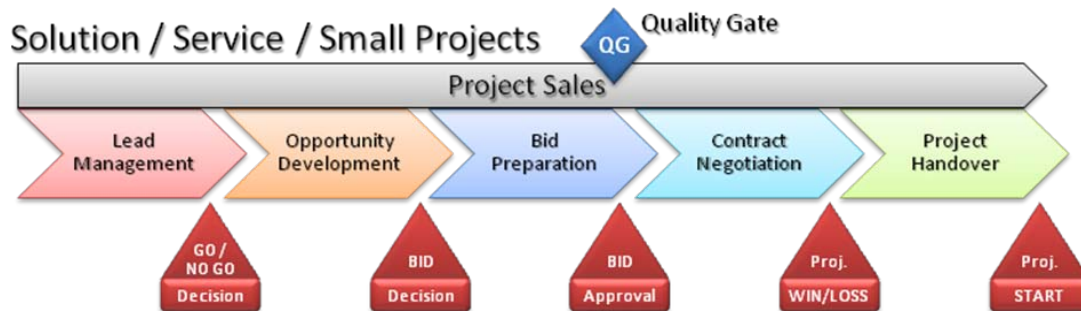 Solution / Service / Small Projects
QG
Quality Gate
Project Sales
Lead
Management
Opportunity
Development
Bid
Preparation
Contract
Negotiation
Project
Handover
GO /
NO GO
Decision
BID
Decision
BID
Approval
Proj.
WIN/LOSS
Proj.
START